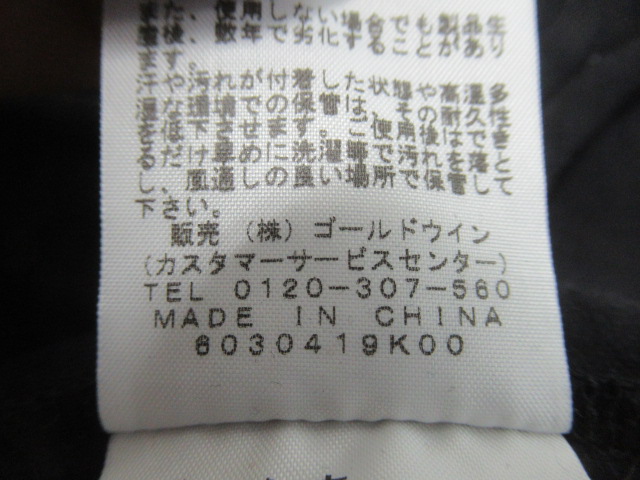 また、使用しない場合でも製品生
産後、数年で劣化することがあり
ます。
汗や汚れが付着した状態や高温多
湿な環境の保管は、その耐久性
を低下させます。ご使用後はでき
るだけ早めに洗濯等で汚れを落と
し、風通しの良い場所で保管して
下さい。
販売 (株) ゴールドウイン
(カスタマーサービスセンター)
TEL 0120-307-560
MADE IN CHINA
6030419K00